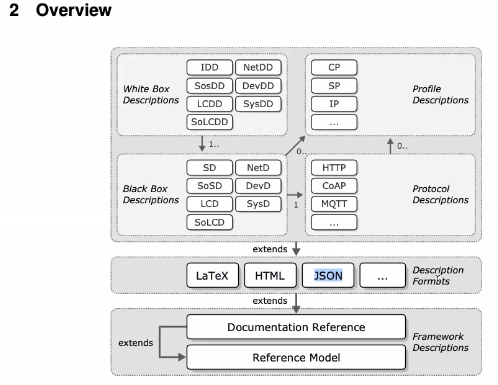 2 Overview
White Box
Descriptions
IDD NetDD
SosDD DevDD
LCDD SysDD
SoLCDD
CP
SP
IP
...
Profile
Descriptions
1..
0..
0..
Black Box
Descriptions
SD NetD
SoSD DevD
LCD SysD
SoLCD
1
HTTP
CoAP
MQTT
...
Protocol
Descriptions
extends
LaTeX HTML JSON ...
Description
Formats
extends
Documentation Reference
extends
Reference Model
Framework
Descriptions